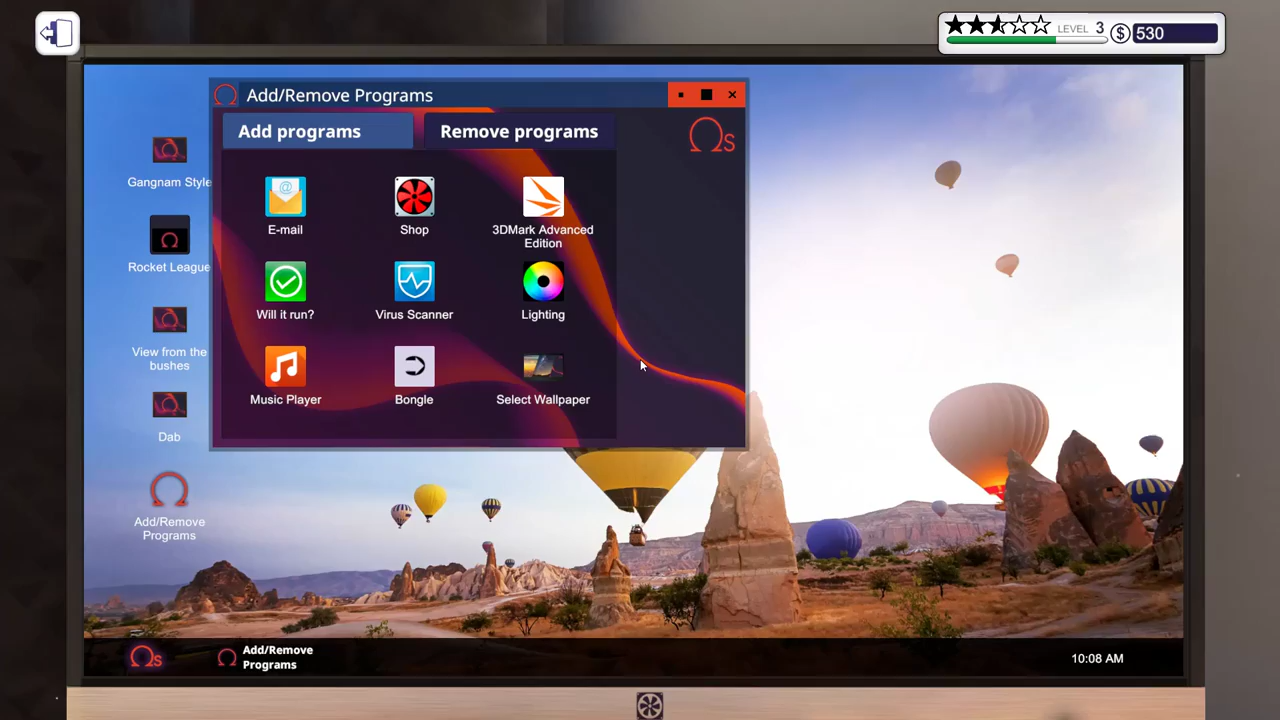 LEVEL 3
$ 530
Add/Remove Programs
Add programs
Remove programs
Ωs
Gangnam Style
Rocket League
View from the
bushes
Dab
Add/Remove
Programs
E-mail
Shop
3DMark Advanced
Edition
Will it run?
Virus Scanner
Lighting
Music Player
Bongle
Select Wallpaper
Ωs
Add/Remove
Programs
10:08 AM